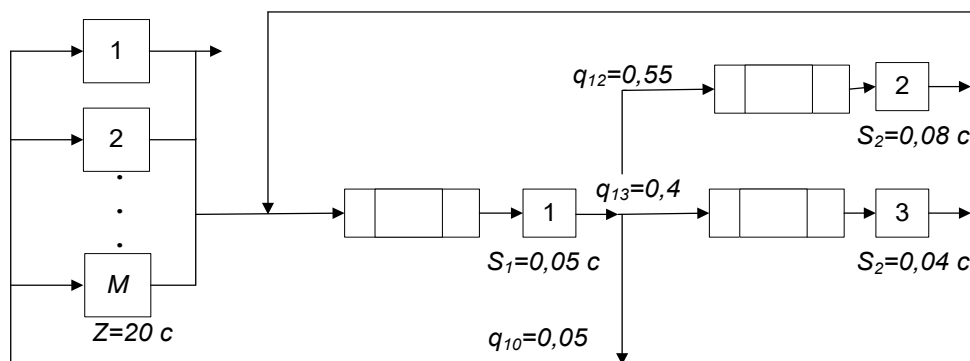 1
q12=0,55
2
S2=0,08 c
2
q13=0,4
1
3
S1=0,05 c
S2=0,04 c
M
Z=20 c
q10=0,05